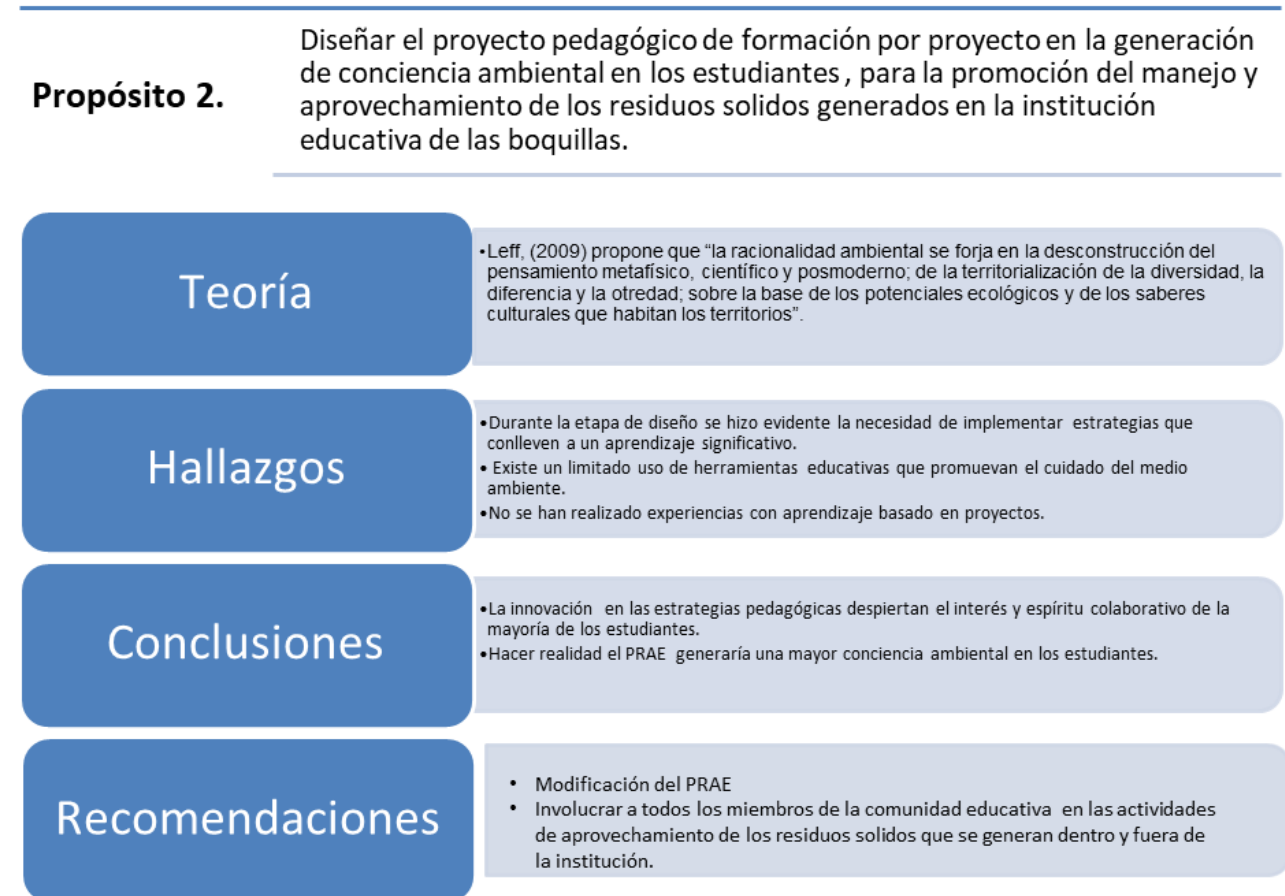 Propósito 2.
Diseñar el proyecto pedagógico de formación por proyecto en la generación
de conciencia ambiental en los estudiantes , para la promoción del manejo y
aprovechamiento de los residuos solidos generados en la institución
educativa de las boquillas.
Teoría
•Leff, (2009) propone que “la racionalidad ambiental se forja en la desconstrucción del
pensamiento metafísico, científico y posmoderno; de la territorialización de la diversidad, la
diferencia y la otredad; sobre la base de los potenciales ecológicos y de los saberes
culturales que habitan los territorios”.
Hallazgos
•Durante la etapa de diseño se hizo evidente la necesidad de implementar estrategias que
conlleven a un aprendizaje significativo.
• Existe un limitado uso de herramientas educativas que promuevan el cuidado del medio
ambiente.
•No se han realizado experiencias con aprendizaje basado en proyectos.
Conclusiones
•La innovación en las estrategias pedagógicas despiertan el interés y espíritu colaborativo de la
mayoría de los estudiantes.
•Hacer realidad el PRAE generaría una mayor conciencia ambiental en los estudiantes.
Recomendaciones
• Modificación del PRAE
• Involucrar a todos los miembros de la comunidad educativa en las actividades
de aprovechamiento de los residuos solidos que se generan dentro y fuera de
la institución.